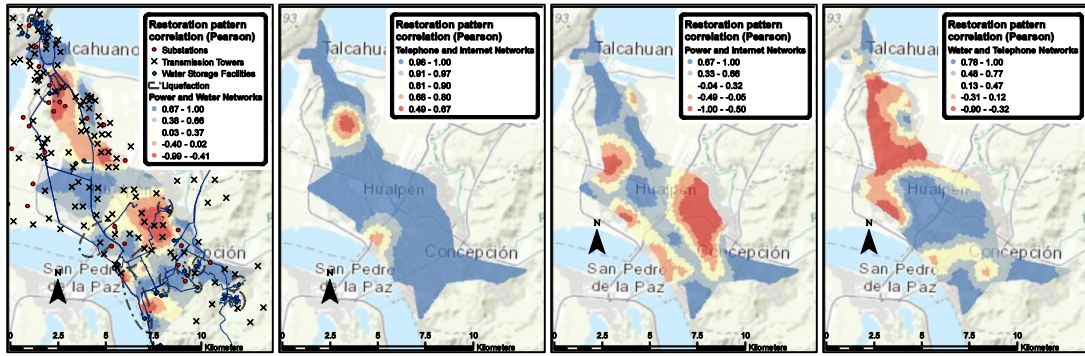 93
Talcahuano
Restoration pattern
correlation (Pearson)
Substations
Transmission Towers
Water Storage Facilities
Liquefaction
Power and Water Networks
0.67 - 1.00
0.38 - 0.66
0.03 - 0.37
-0.40 - 0.02
-0.99 - -0.41
Concepción
San Pedro
de la Paz
N
0 2.5 5 7.5 10
Kilometers
93
Talcahuano
Restoration pattern
correlation (Pearson)
Telephone and Internet Networks
0.98 - 1.00
0.91 - 0.97
0.81 - 0.90
0.68 - 0.80
0.49 - 0.67
Hualpén
Concepción
San Pedro
de la Paz
N
0 2.5 5 7.5 10
Kilometers
93
Talcahuano
Restoration pattern
correlation (Pearson)
Power and Internet Networks
0.67 - 1.00
0.33 - 0.66
-0.04 - 0.32
-0.49 - -0.05
-1.00 - -0.50
Hualpén
Concepción
San Pedro
de la Paz
N
0 2.5 5 7.5 10
Kilometers
93
Talcahuano
Restoration pattern
correlation (Pearson)
Water and Telephone Networks
0.78 - 1.00
0.48 - 0.77
0.13 - 0.47
-0.31 - 0.12
-0.90 - -0.32
Hualpén
Concepción
San Pedro
de la Paz
N
0 2.5 5 7.5 10
Kilometers